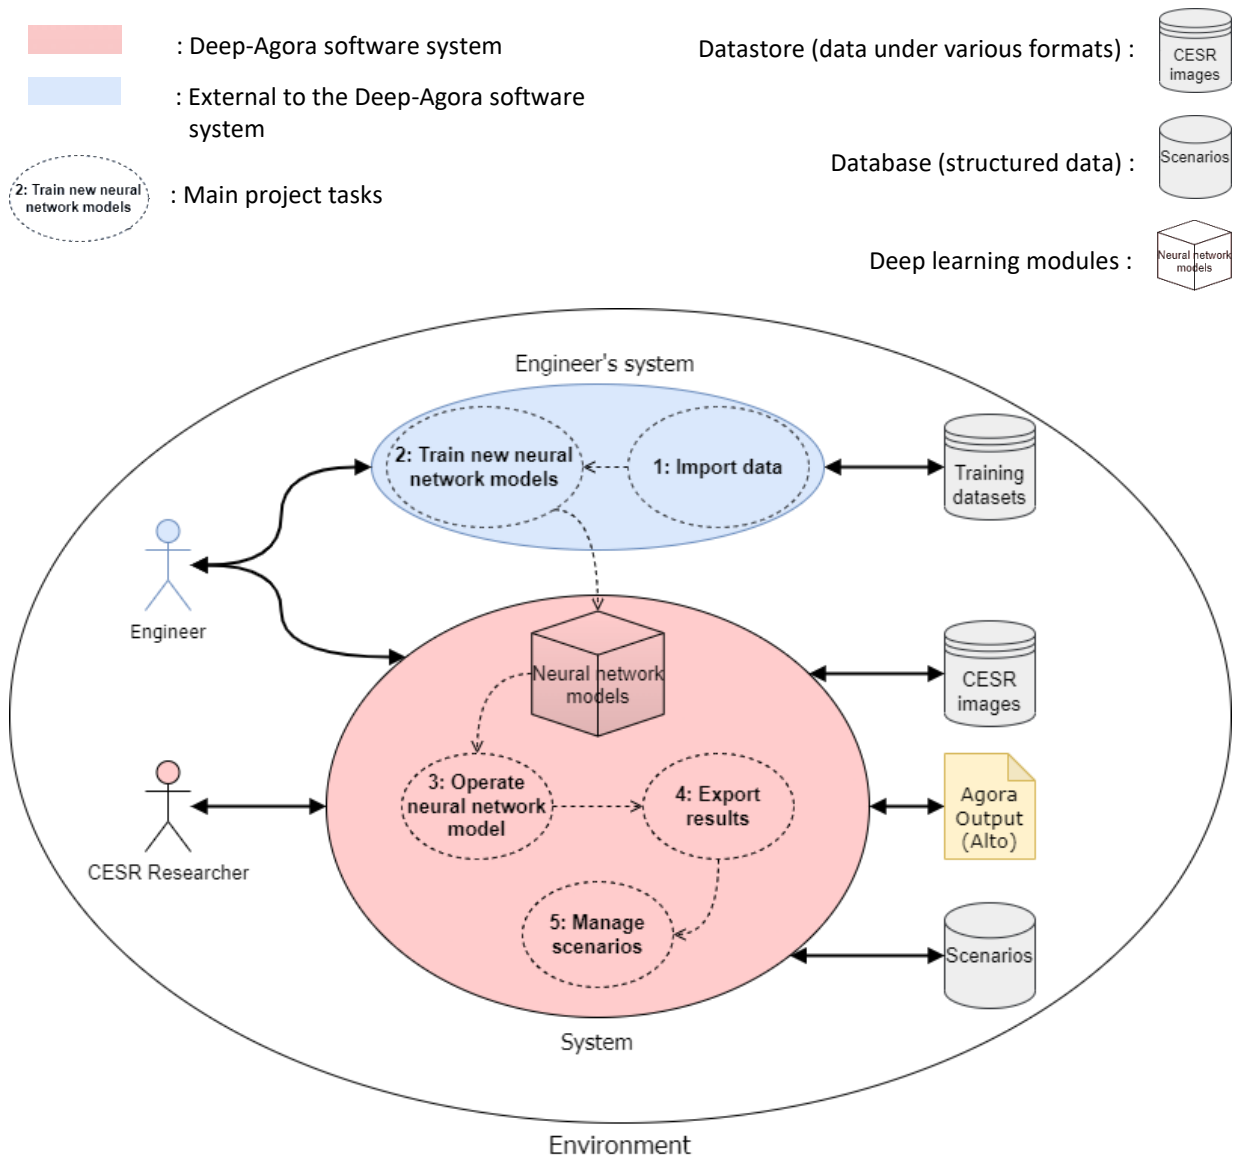 : Deep-Agora software system
: External to the Deep-Agora software
system
2: Train new neural
network models
: Main project tasks
Datastore (data under various formats) :
CESR
images
Database (structured data) :
Scenarios
Deep learning modules :
Neural network
models
Engineer's system
2: Train new neural
network models
1: Import data
Training
datasets
Engineer
Neural network
models
CESR
images
3: Operate
neural network
model
4: Export
results
Agora
Output
(Alto)
CESR Researcher
5: Manage
scenarios
Scenarios
System
Environment